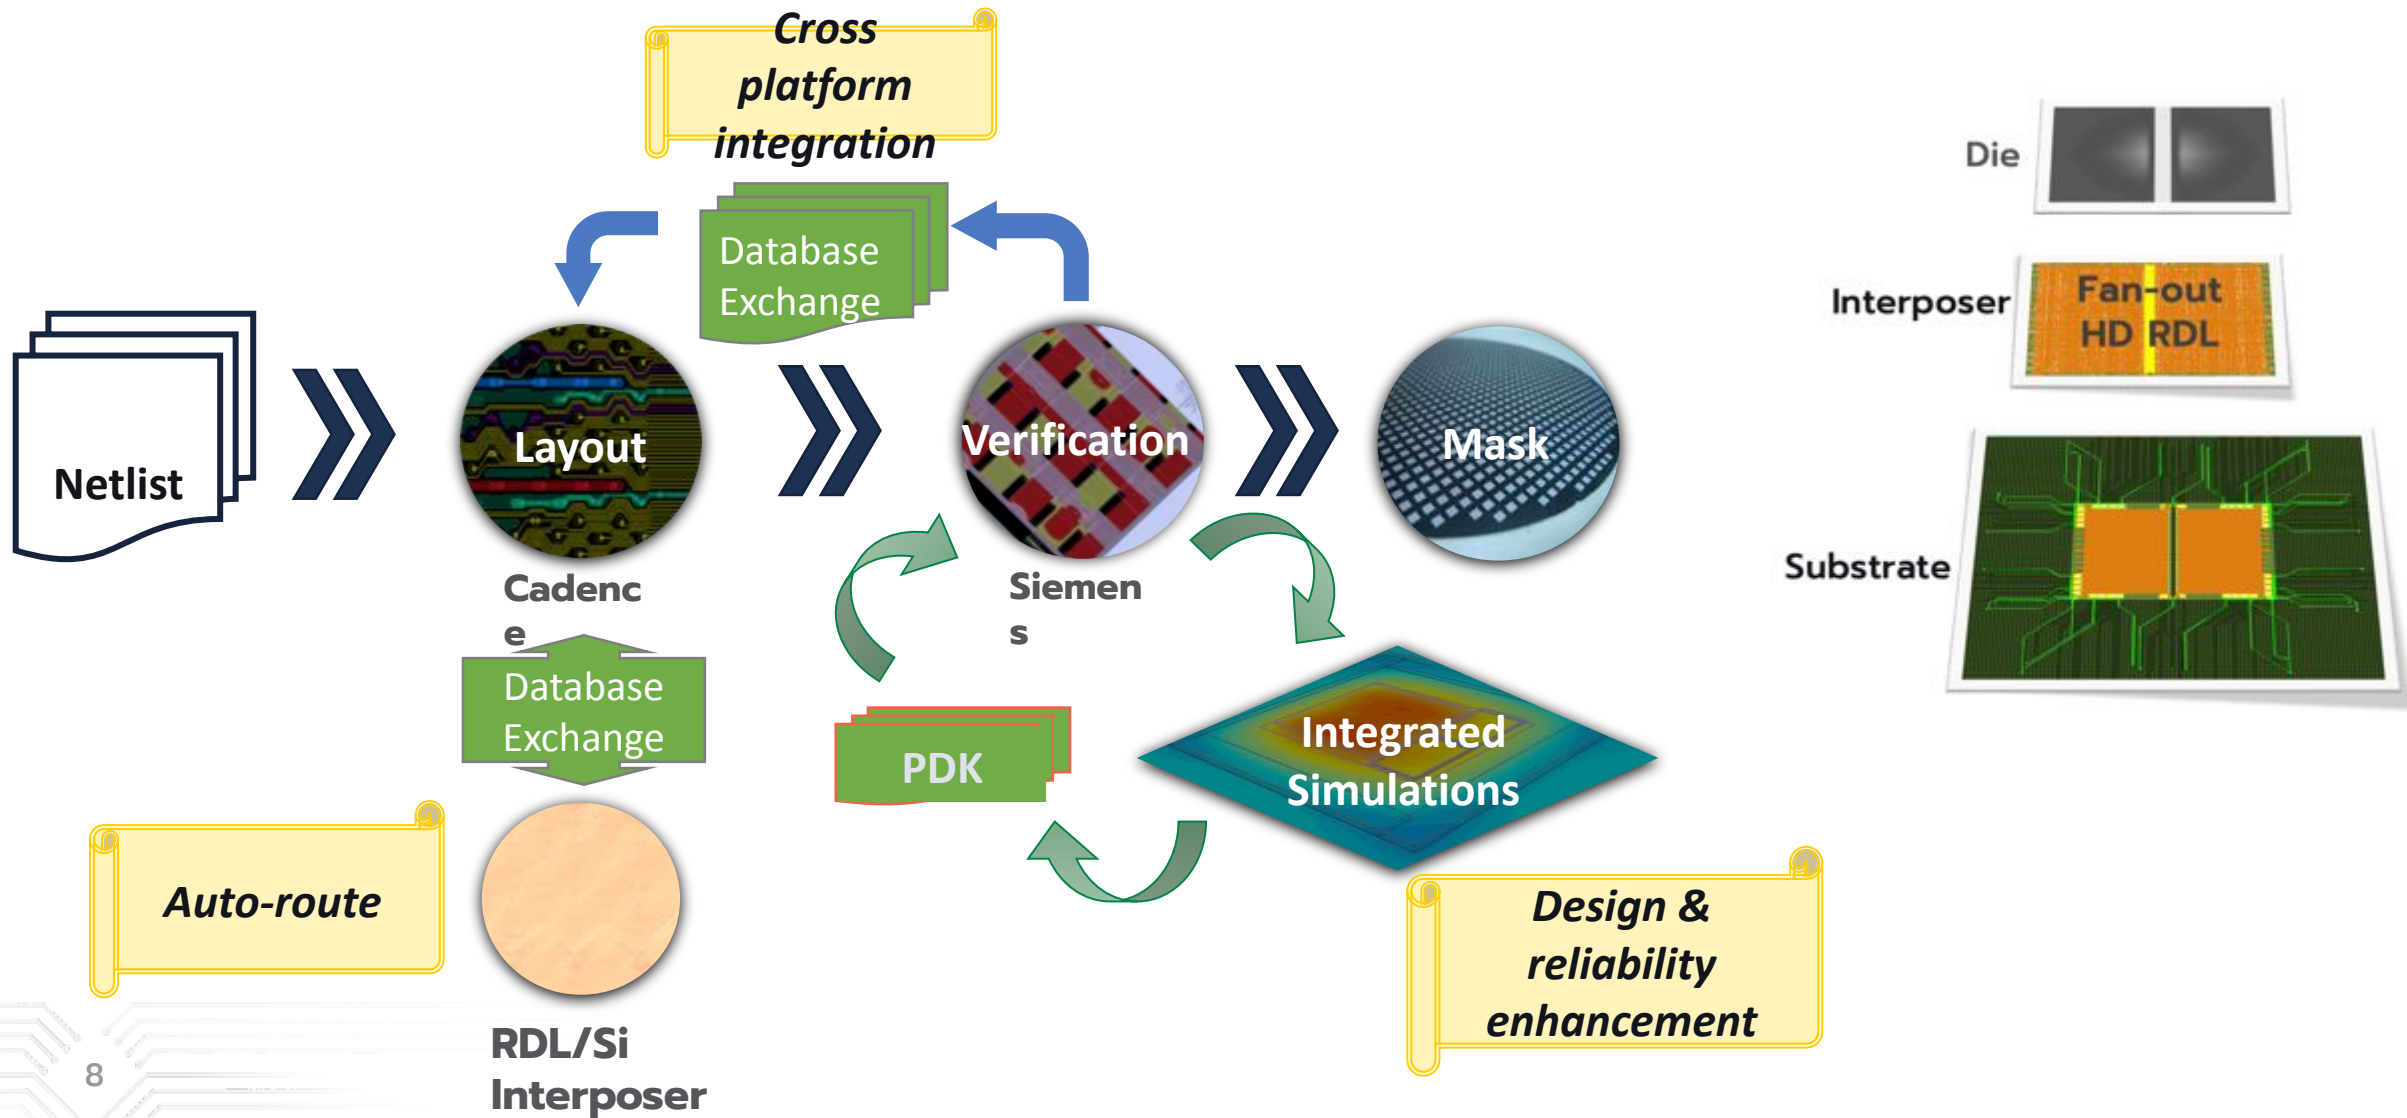 Cross
platform
integration
Database
Exchange
Netlist
Layout
Verification
Mask
Cadenc
e
Siemen
s
Database
Exchange
PDK
Integrated
Simulations
Auto-route
Design &
reliability
enhancement
RDL/Si
Interposer
8
Die
Interposer
Fan-out
HD RDL
Substrate